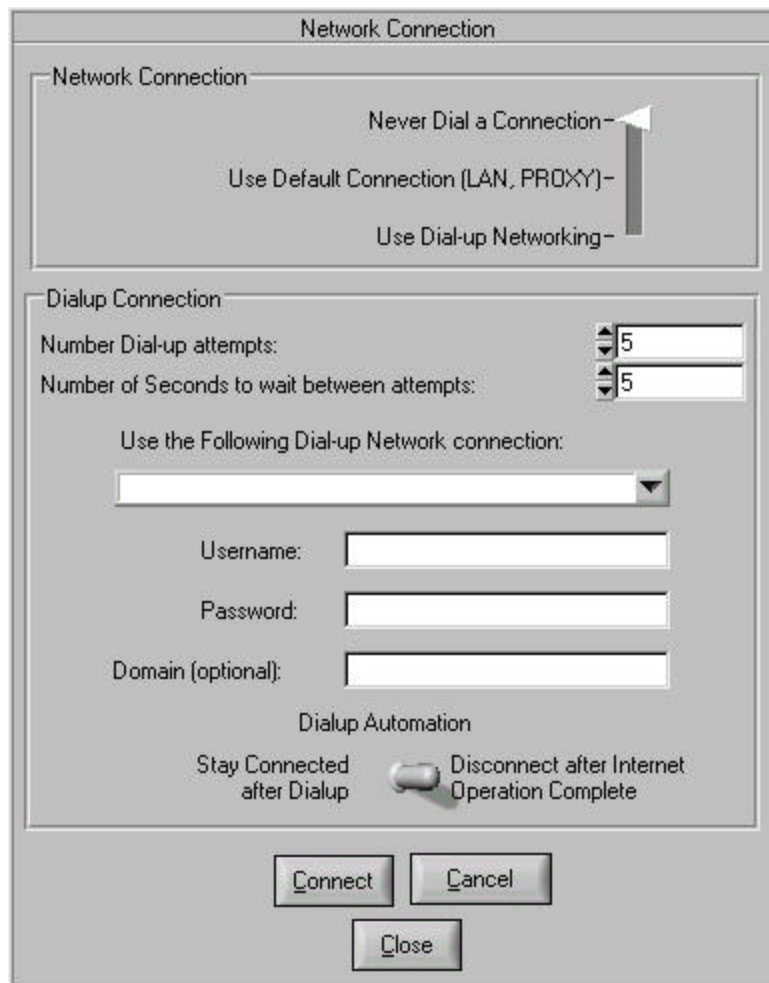 Network Connection
Network Connection
Never Dial a Connection
Use Default Connection (LAN, PROXY)
Use Dial-up Networking
Dialup Connection
Number Dial-up attempts:
5
Number of Seconds to wait between attempts:
5
Use the Following Dial-up Network connection:
Username:
Password:
Domain (optional):
Dialup Automation
Stay Connected
after Dialup
Disconnect after Internet
Operation Complete
Connect
Cancel
Close